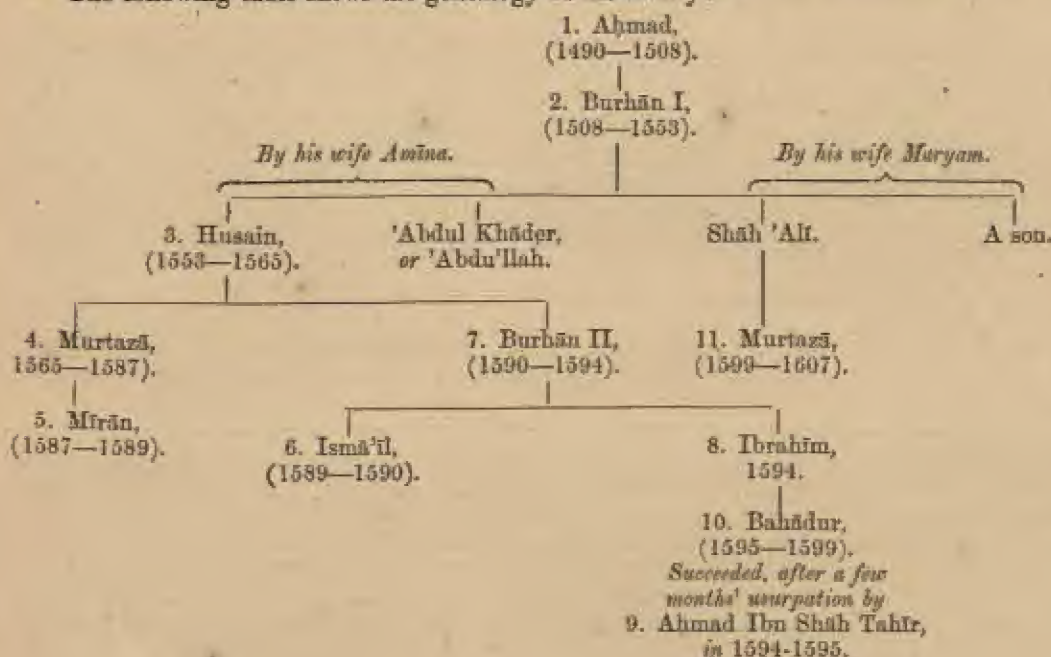 1. Aḥmad,
(1490—1508).
2. Burhān I,
(1508—1553).
By his wife Amīna.
By his wife Maryam.
3. Husain,
(1553—1565).
'Abdul Khāder,
or 'Abdu'llah.
Shāh 'Alī.
A son.
4. Murtazā,
1565—1587).
7. Burhān II,
(1590—1594).
11. Murtazā,
(1599—1607).
5. Mīrān,
(1587—1589).
6. Ismā'īl,
(1589—1590).
8. Ibrahīm,
1594.
10. Bahādur,
(1595—1599).
Succeeded, after a few
months' usurpation by
9. Ahmad Ibn Shāh Tahīr,
in 1594-1595.